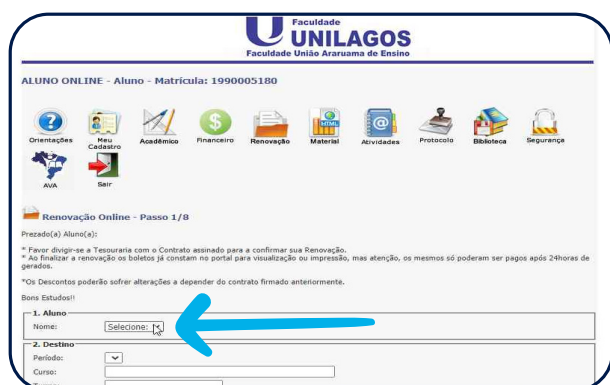 Faculdade
UNILAGOS
Faculdade União Araruama de Ensino
ALUNO ONLINE - Aluno - Matrícula: 1990005180
Orientações Meu Cadastro Acadêmico Financeiro Renovação Material Atividades Protocolo Biblioteca Segurança
AVA Sair
Renovação Online - Passo 1/8
Prezado(a) Aluno(a):
* Favor divigir-se a Tesouraria com o Contrato assinado para a confirmar sua Renovação.
* Ao finalizar a renovação os boletos já constam no portal para visualização ou impressão, mas atenção, os mesmos só poderam ser pagos após 24horas de
gerados.
*Os Descontos poderão sofrer alterações a depender do contrato firmado anteriormente.
Bons Estudos!!
1. Aluno
Nome: Selecione:
2. Destino
Período:
Curso: